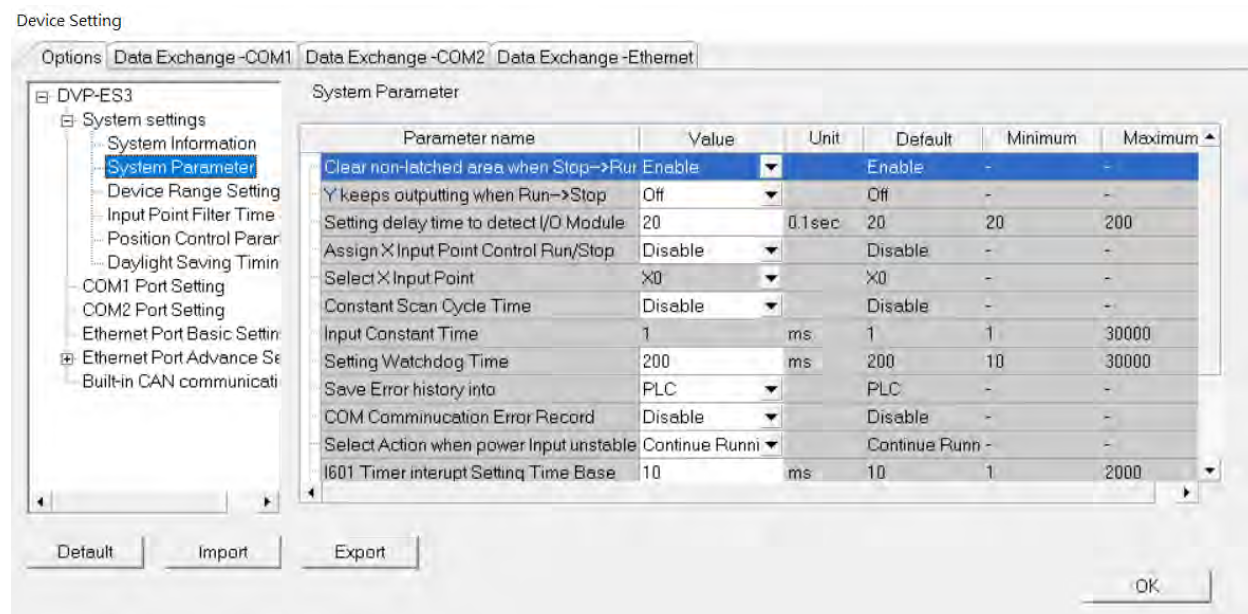 Device Setting
Options Data Exchange -COM1 Data Exchange -COM2 Data Exchange -Ethernet
DVP-ES3
System settings
System Information
System Parameter
Device Range Setting
Input Point Filter Time
Position Control Parar
Daylight Saving Timin
COM1 Port Setting
COM2 Port Setting
Ethernet Port Basic Settin
Ethernet Port Advance Se
Built-in CAN communicati
System Parameter
Parameter name Value Unit Default Minimum Maximum
Clear non-latched area when Stop-->Rur Enable Enable - -
Y keeps outputting when Run-->Stop Off Off - -
Setting delay time to detect I/O Module 20 0.1sec 20 20 200
Assign X Input Point Control Run/Stop Disable Disable - -
Select X Input Point X0 X0 - -
Constant Scan Cycle Time Disable Disable - -
Input Constant Time 1 ms 1 1 30000
Setting Watchdog Time 200 ms 200 10 30000
Save Error history into PLC PLC - -
COM Comminucation Error Record Disable Disable - -
Select Action when power Input unstable Continue Runni Continue Runn - -
I601 Timer interupt Setting Time Base 10 ms 10 1 2000
Default Import Export
OK